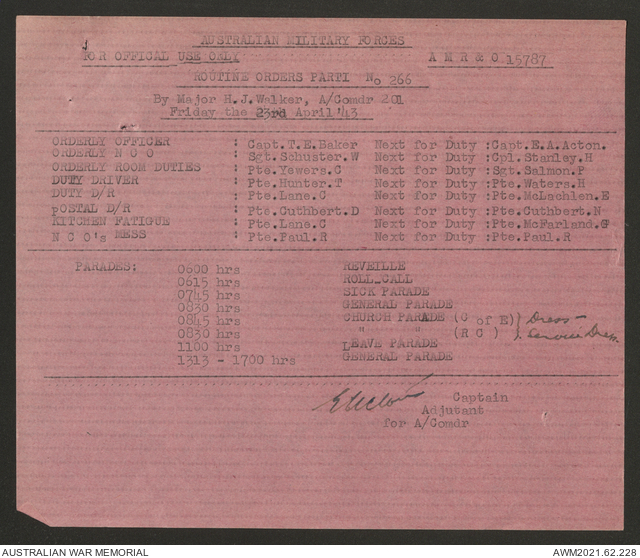 AUSTRALIAN MILITARY FORCES
FOR OFFICAL USE ONLY A M R & O 15787
ROUTINE ORDERS PARTI No 266
By Major H.J.Walker, A/Comdr 201
Friday the 23rd April '43
ORDERLY OFFICER : Capt.T.E.Baker Next for Duty :Capt.E.A.Acton.
ORDERLY N C O : Sgt.Schuster.W Next for Duty :Cpl.Stanley.H
ORDERLY ROOM DUTIES : Pte.Yewers.C Next for Duty :Sgt.Salmon.P
DUTY DRIVER : Pte.Hunter.T Next for Duty :Pte.Waters.H
DUTY D/R : Pte.Lane.C Next for Duty :Pte.McLachlen.E
pOSTAL D/R : Pte.Cuthbert.D Next for Duty :Pte.Cuthbert.N
KITCHEN FATIGUE : Pte.Lane.C Next for Duty :Pte.McFarland.G
N C O's MESS : Pte.Paul.R Next for Duty :Pte.Paul.R
PARADES: 0600 hrs REVEILLE
0615 hrs ROLL CALL
0745 hrs SICK PARADE
0830 hrs GENERAL PARADE
0845 hrs CHURCH PARADE (C of E)) Dress-
0830 hrs " " (R C ) ). Service Dress.
1100 hrs LEAVE PARADE
1313 - 1700 hrs GENERAL PARADE
Captain
Adjutant
for A/Comdr
AUSTRALIAN WAR MEMORIAL AWM2021.62.228